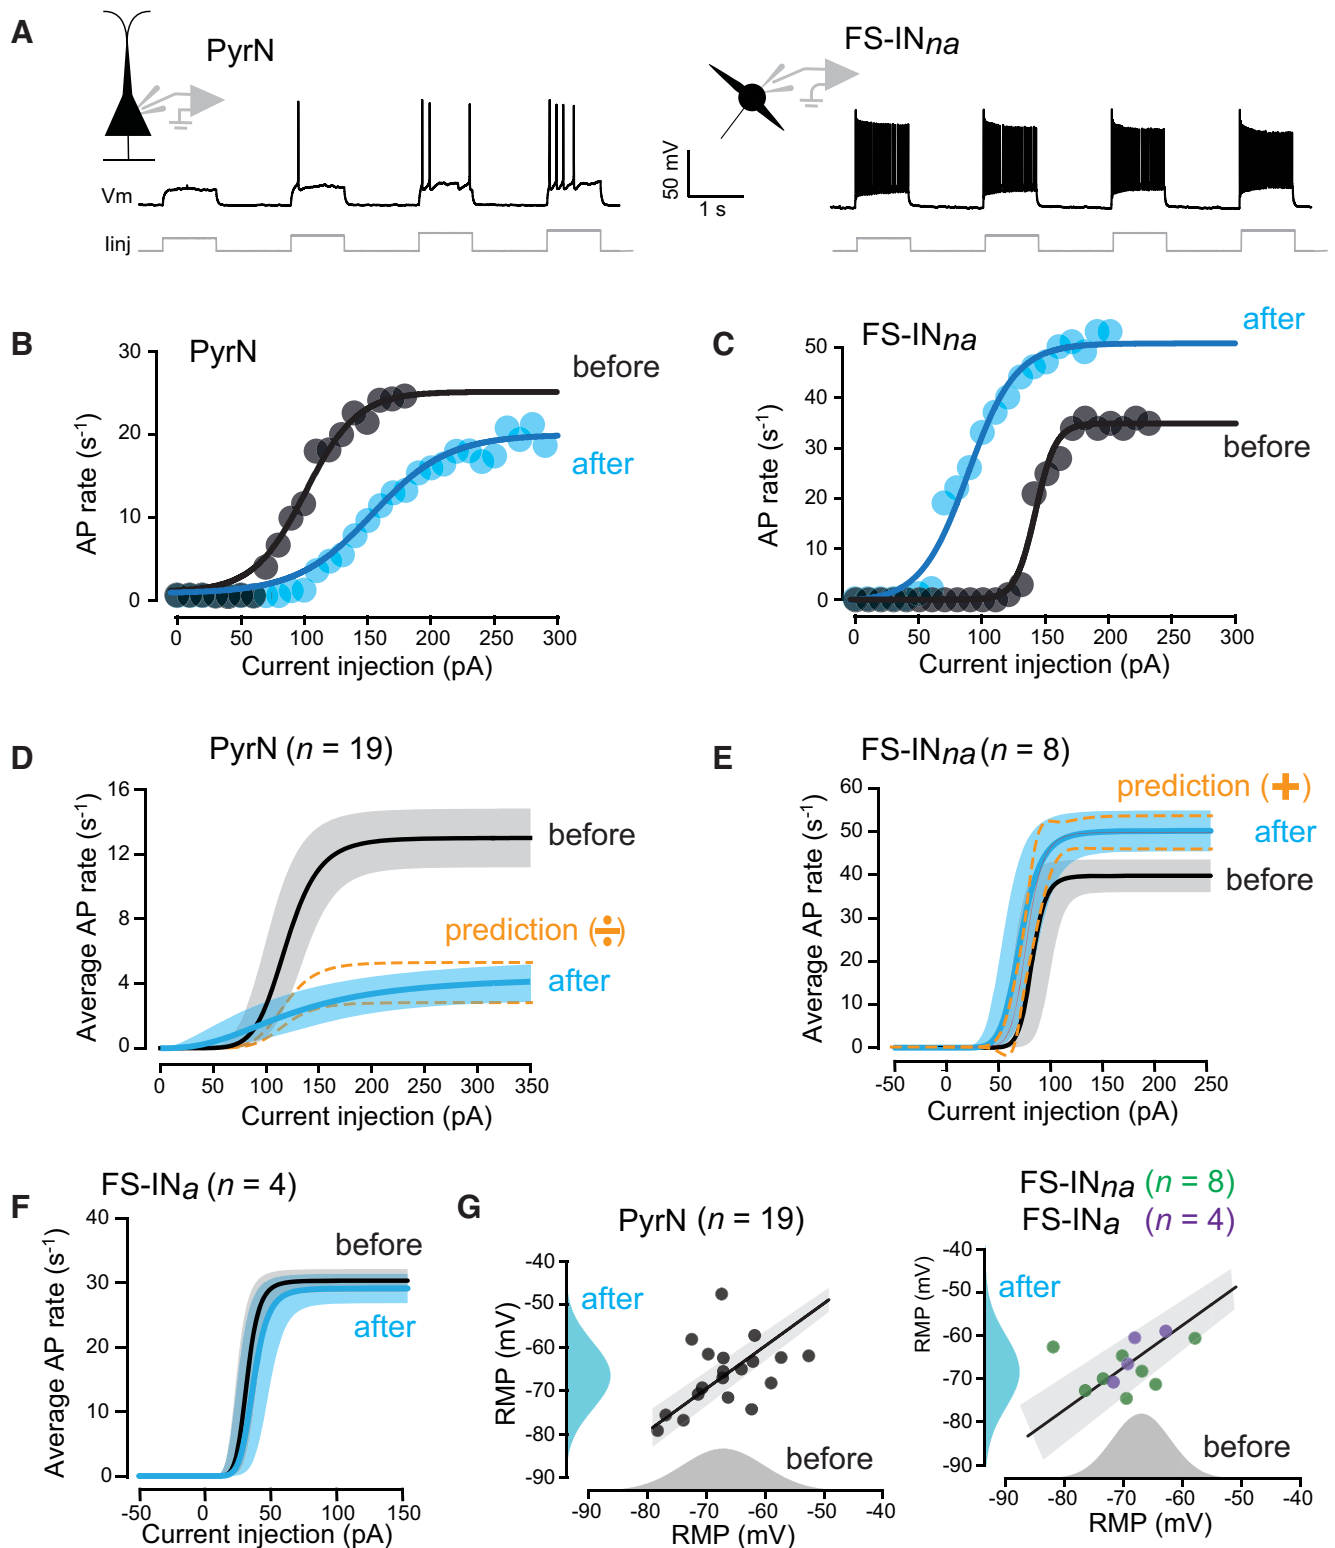 A
PyrN
FS-INna
Vm
Iinj
50 mV
1 s
B
PyrN
before
after
AP rate (s-1)
30
20
10
0
0 50 100 150 200 250 300
Current injection (pA)
C
FS-INna
after
before
AP rate (s-1)
50
40
30
20
10
0
0 50 100 150 200 250 300
Current injection (pA)
D
PyrN (n = 19)
before
prediction (÷)
after
Average AP rate (s-1)
16
12
8
4
0
0 50 100 150 200 250 300 350
Current injection (pA)
E
FS-INna (n = 8)
prediction (+)
after
before
Average AP rate (s-1)
60
50
40
30
20
10
0
-50 0 50 100 150 200 250
Current injection (pA)
F
FS-INa (n = 4)
before
after
Average AP rate (s-1)
40
30
20
10
0
-50 0 50 100 150
Current injection (pA)
G
PyrN (n = 19)
after
before
RMP (mV)
-40
-50
-60
-70
-80
-90
-90 -80 -70 -60 -50 -40
RMP (mV)
FS-INna (n = 8)
FS-INa (n = 4)
after
before
RMP (mV)
-40
-50
-60
-70
-80
-90
-90 -80 -70 -60 -50 -40
RMP (mV)